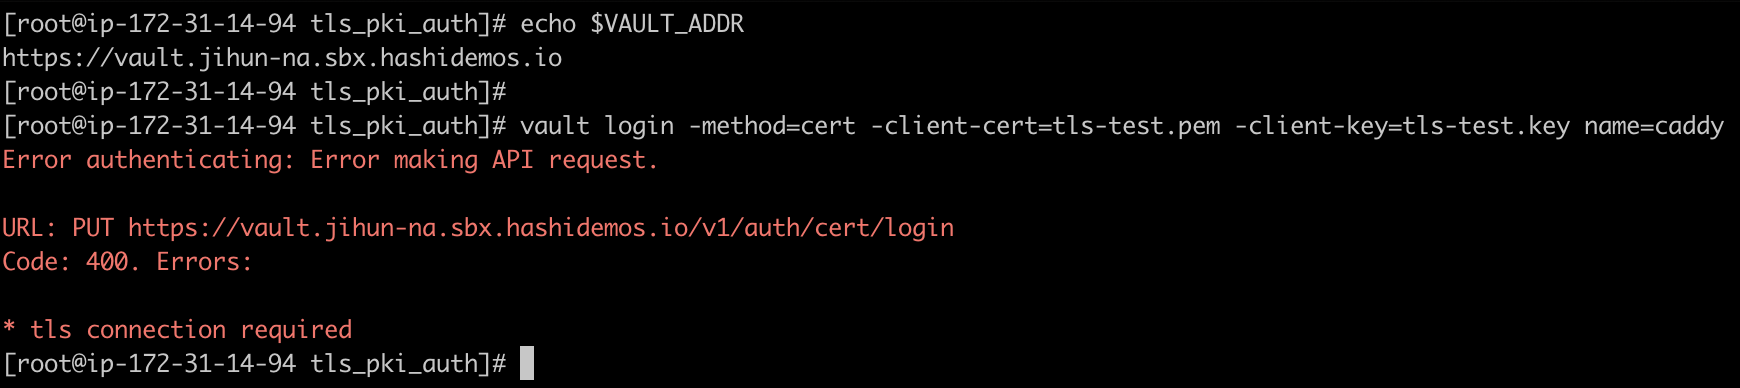 [root@ip-172-31-14-94 tls_pki_auth]# echo $VAULT_ADDR
https://vault.jihun-na.sbx.hashidemos.io
[root@ip-172-31-14-94 tls_pki_auth]#
[root@ip-172-31-14-94 tls_pki_auth]# vault login -method=cert -client-cert=tls-test.pem -client-key=tls-test.key name=caddy
Error authenticating: Error making API request.

URL: PUT https://vault.jihun-na.sbx.hashidemos.io/v1/auth/cert/login
Code: 400. Errors:

* tls connection required
[root@ip-172-31-14-94 tls_pki_auth]#